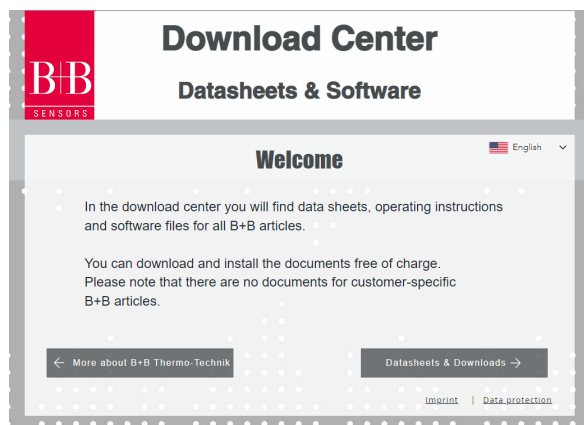 Download Center
B+B
SENSORS
Datasheets & Software
English
Welcome
In the download center you will find data sheets, operating instructions
and software files for all B+B articles.
You can download and install the documents free of charge.
Please note that there are no documents for customer-specific
B+B articles.
← More about B+B Thermo-Technik
Datasheets & Downloads →
Imprint | Data protection